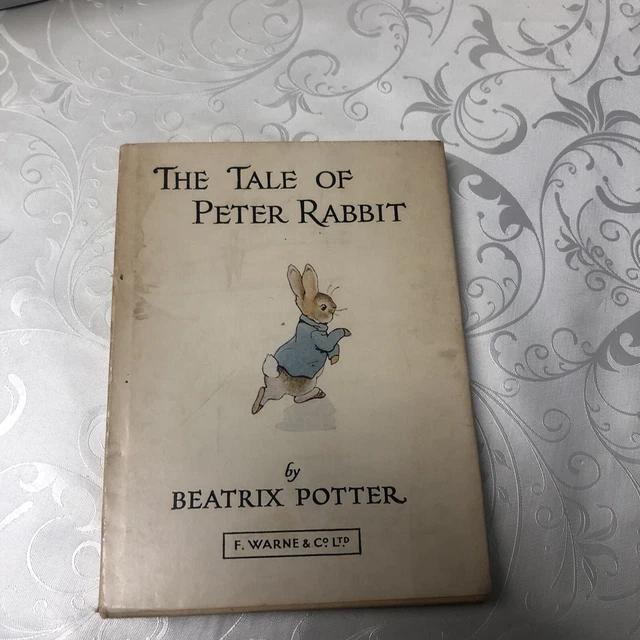 THE TALE OF
PETER RABBIT
by
BEATRIX POTTER
F. WARNE & Co LTD